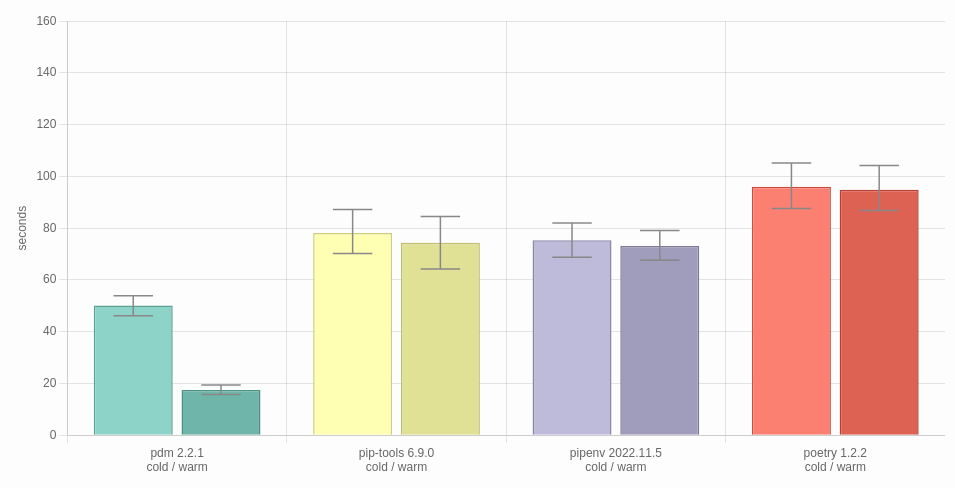 160
140
120
100
80
60
40
20
0
seconds
pdm 2.2.1
cold / warm
pip-tools 6.9.0
cold / warm
pipenv 2022.11.5
cold / warm
poetry 1.2.2
cold / warm